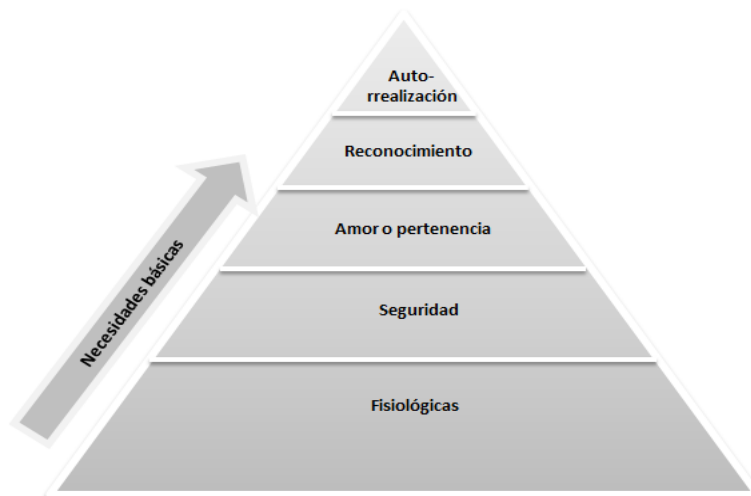 Auto-
rrealización
Reconocimiento
Amor o pertenencia
Seguridad
Fisiológicas
Necesidades básicas